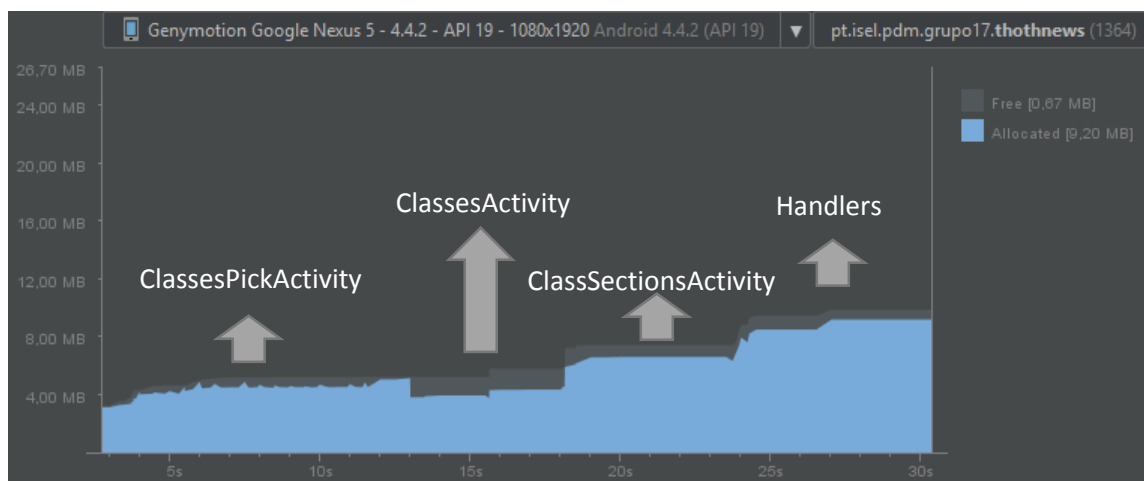 Genymotion Google Nexus 5 - 4.4.2 - API 19 - 1080x1920 Android 4.4.2 (API 19)
pt.isel.pdm.grupo17.thothnews (1364)
26,70 MB
24,00 MB
20,00 MB
16,00 MB
12,00 MB
8,00 MB
4,00 MB
Free [0,67 MB]
Allocated [9,20 MB]
ClassesPickActivity
ClassesActivity
ClassSectionsActivity
Handlers
5s
10s
15s
20s
25s
30s